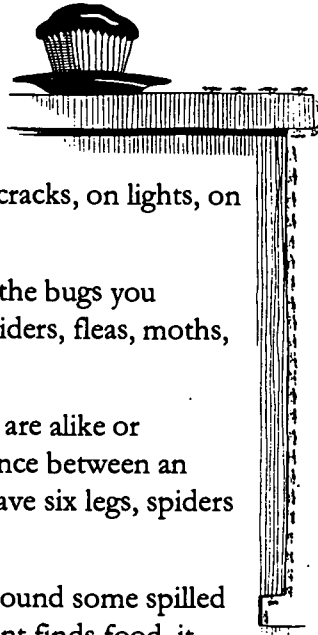 cracks, on lights, on
the bugs you
iders, fleas, moths,
are alike or
nce between an
ave six legs, spiders
ound some spilled
nt finds food, it